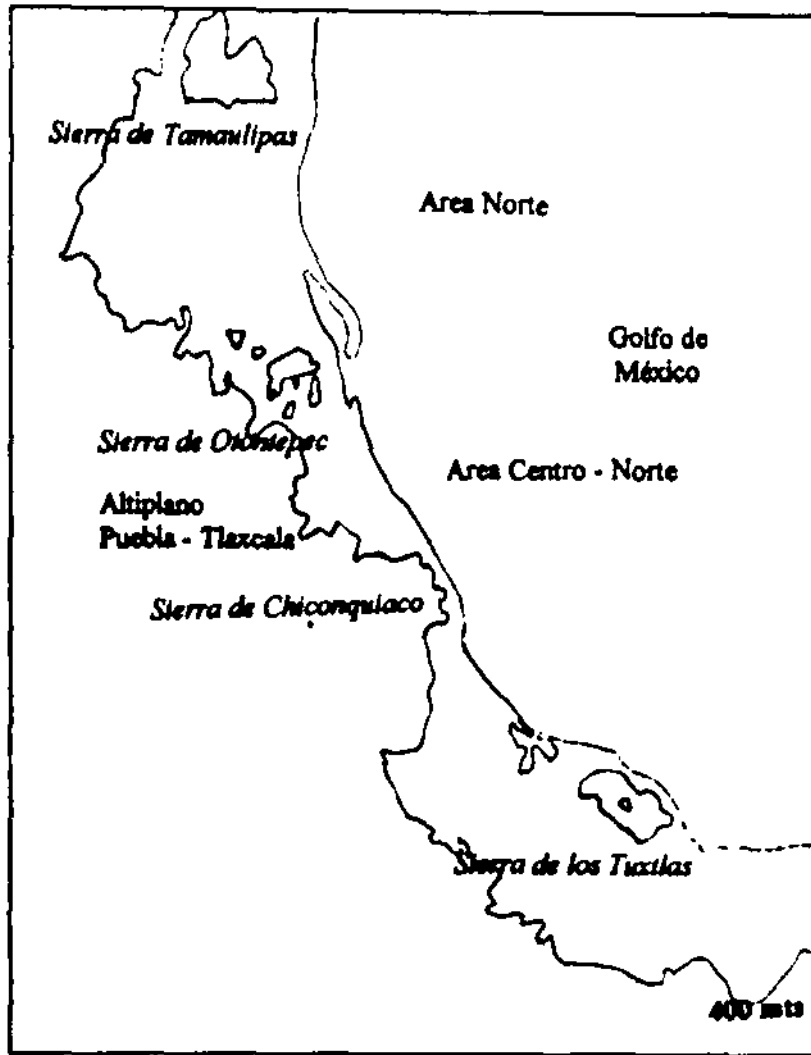 Sierra de Tamaulipas
Area Norte
Golfo de
México
Sierra de Otontepec
Area Centro - Norte
Altiplano
Puebla - Tlaxcala
Sierra de Chiconquiaco
Sierra de los Tuxtlas
400 mts